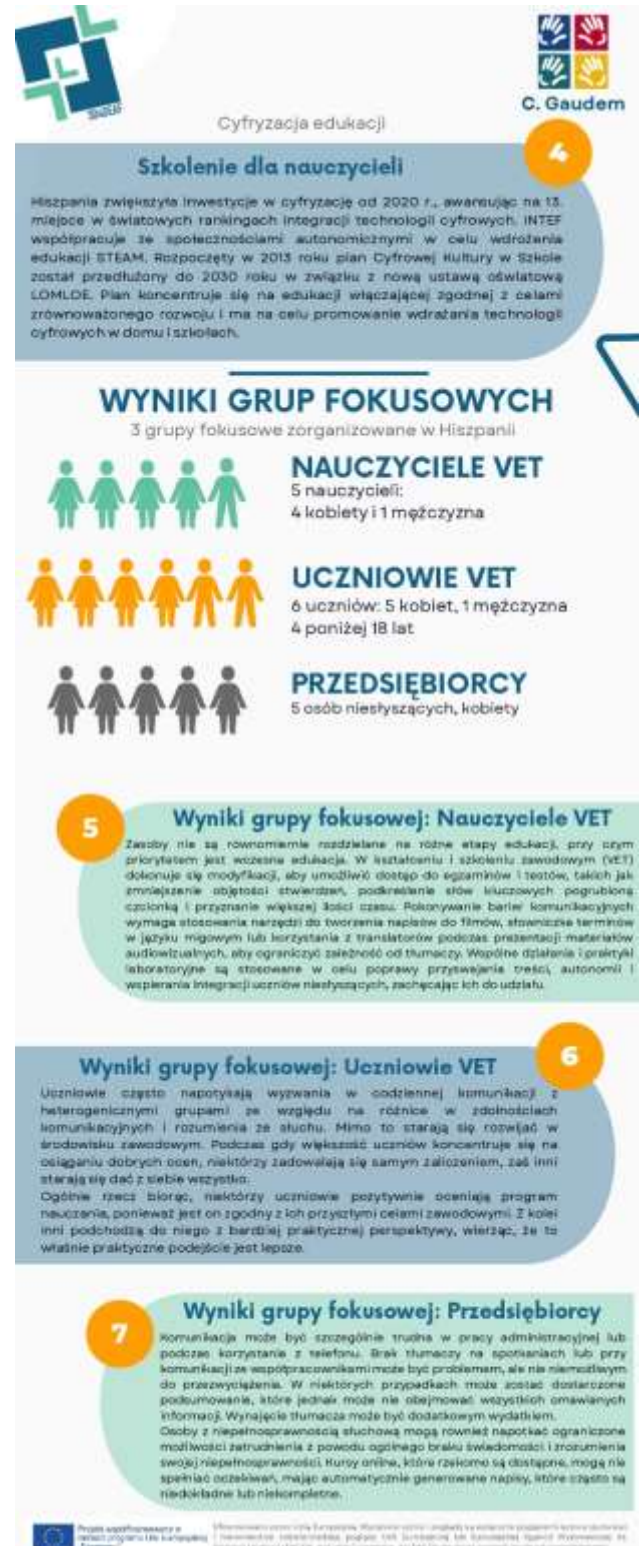 C. Gaudem
Cyfryzacja edukacji
4
Szkolenie dla nauczycieli
Hiszpania zwiększyła inwestycje w cyfryzację od 2020 r., awansując na 13.
miejsce w światowych rankingach integracji technologii cyfrowych. INTEF
współpracuje ze społecznościami autonomicznymi w celu wdrożenia
edukacji STEAM. Rozpoczęty w 2013 roku plan Cyfrowej Kultury w Szkole
został przedłużony do 2030 roku w związku z nową ustawą oświatową
LOMLOE. Plan koncentruje się na edukacji włączającej zgodnej z celami
zrównoważonego rozwoju i ma na celu promowanie wdrażania technologii
cyfrowych w domu i szkołach.
WYNIKI GRUP FOKUSOWYCH
3 grupy fokusowe zorganizowane w Hiszpanii
NAUCZYCIELE VET
5 nauczycieli:
4 kobiety i 1 mężczyzna
UCZNIOWIE VET
6 uczniów: 5 kobiet, 1 mężczyzna
4 poniżej 18 lat
PRZEDSIĘBIORCY
5 osób niesłyszących, kobiety
5
Wyniki grupy fokusowej: Nauczyciele VET
Zasoby nie są równomiernie rozdzielane na różne etapy edukacji, przy czym
priorytetem jest wczesna edukacja. W kształceniu i szkoleniu zawodowym (VET)
dokonuje się modyfikacji, aby umożliwić dostęp do egzaminów i testów, takich jak
zmniejszenie objętości stwierdzeń, podkreślenie słów kluczowych pogrubioną
czcionką i przyznanie większej ilości czasu. Pokonywanie barier komunikacyjnych
wymaga stosowania narzędzi do tworzenia napisów do filmów, słowniczka terminów
w języku migowym lub korzystania z translatorów podczas prezentacji materiałów
audiowizualnych, aby ograniczyć zależność od tłumaczy. Wspólne działania i praktyki
laboratoryjne są stosowane w celu poprawy przyswajania treści, autonomii i
wspierania integracji uczniów niesłyszących, zachęcając ich do udziału.
6
Wyniki grupy fokusowej: Uczniowie VET
Uczniowie często napotykają wyzwania w codziennej komunikacji z
heterogenicznymi grupami ze względu na różnice w zdolnościach
komunikacyjnych i rozumienia ze słuchu. Mimo to starają się rozwijać w
środowisku zawodowym. Podczas gdy większość uczniów koncentruje się na
osiąganiu dobrych ocen, niektórzy zadowalają się samym zaliczeniem, zaś inni
starają się dać z siebie wszystko.
Ogólnie rzecz biorąc, niektórzy uczniowie pozytywnie oceniają program
nauczania, ponieważ jest on zgodny z ich przyszłymi celami zawodowymi. Z kolei
inni podchodzą do niego z bardziej praktycznej perspektywy, wierząc, że to
właśnie praktyczne podejście jest lepsze.
7
Wyniki grupy fokusowej: Przedsiębiorcy
Komunikacja może być szczególnie trudna w pracy administracyjnej lub
podczas korzystania z telefonu. Brak tłumaczy na spotkaniach lub przy
komunikacji ze współpracownikami może być problemem, ale nie niemożliwym
do przezwyciężenia. W niektórych przypadkach może zostać dostarczone
podsumowanie, które jednak może nie obejmować wszystkich omawianych
informacji. Wynajęcie tłumacza może być dodatkowym wydatkiem.
Osoby z niepełnosprawnością słuchową mogą również napotkać ograniczone
możliwości zatrudnienia z powodu ogólnego braku świadomości i zrozumienia
swojej niepełnosprawności. Kursy online, które rzekomo są dostępne, mogą nie
spełniać oczekiwań, mając automatycznie generowane napisy, które często są
niedokładne lub niekompletne.